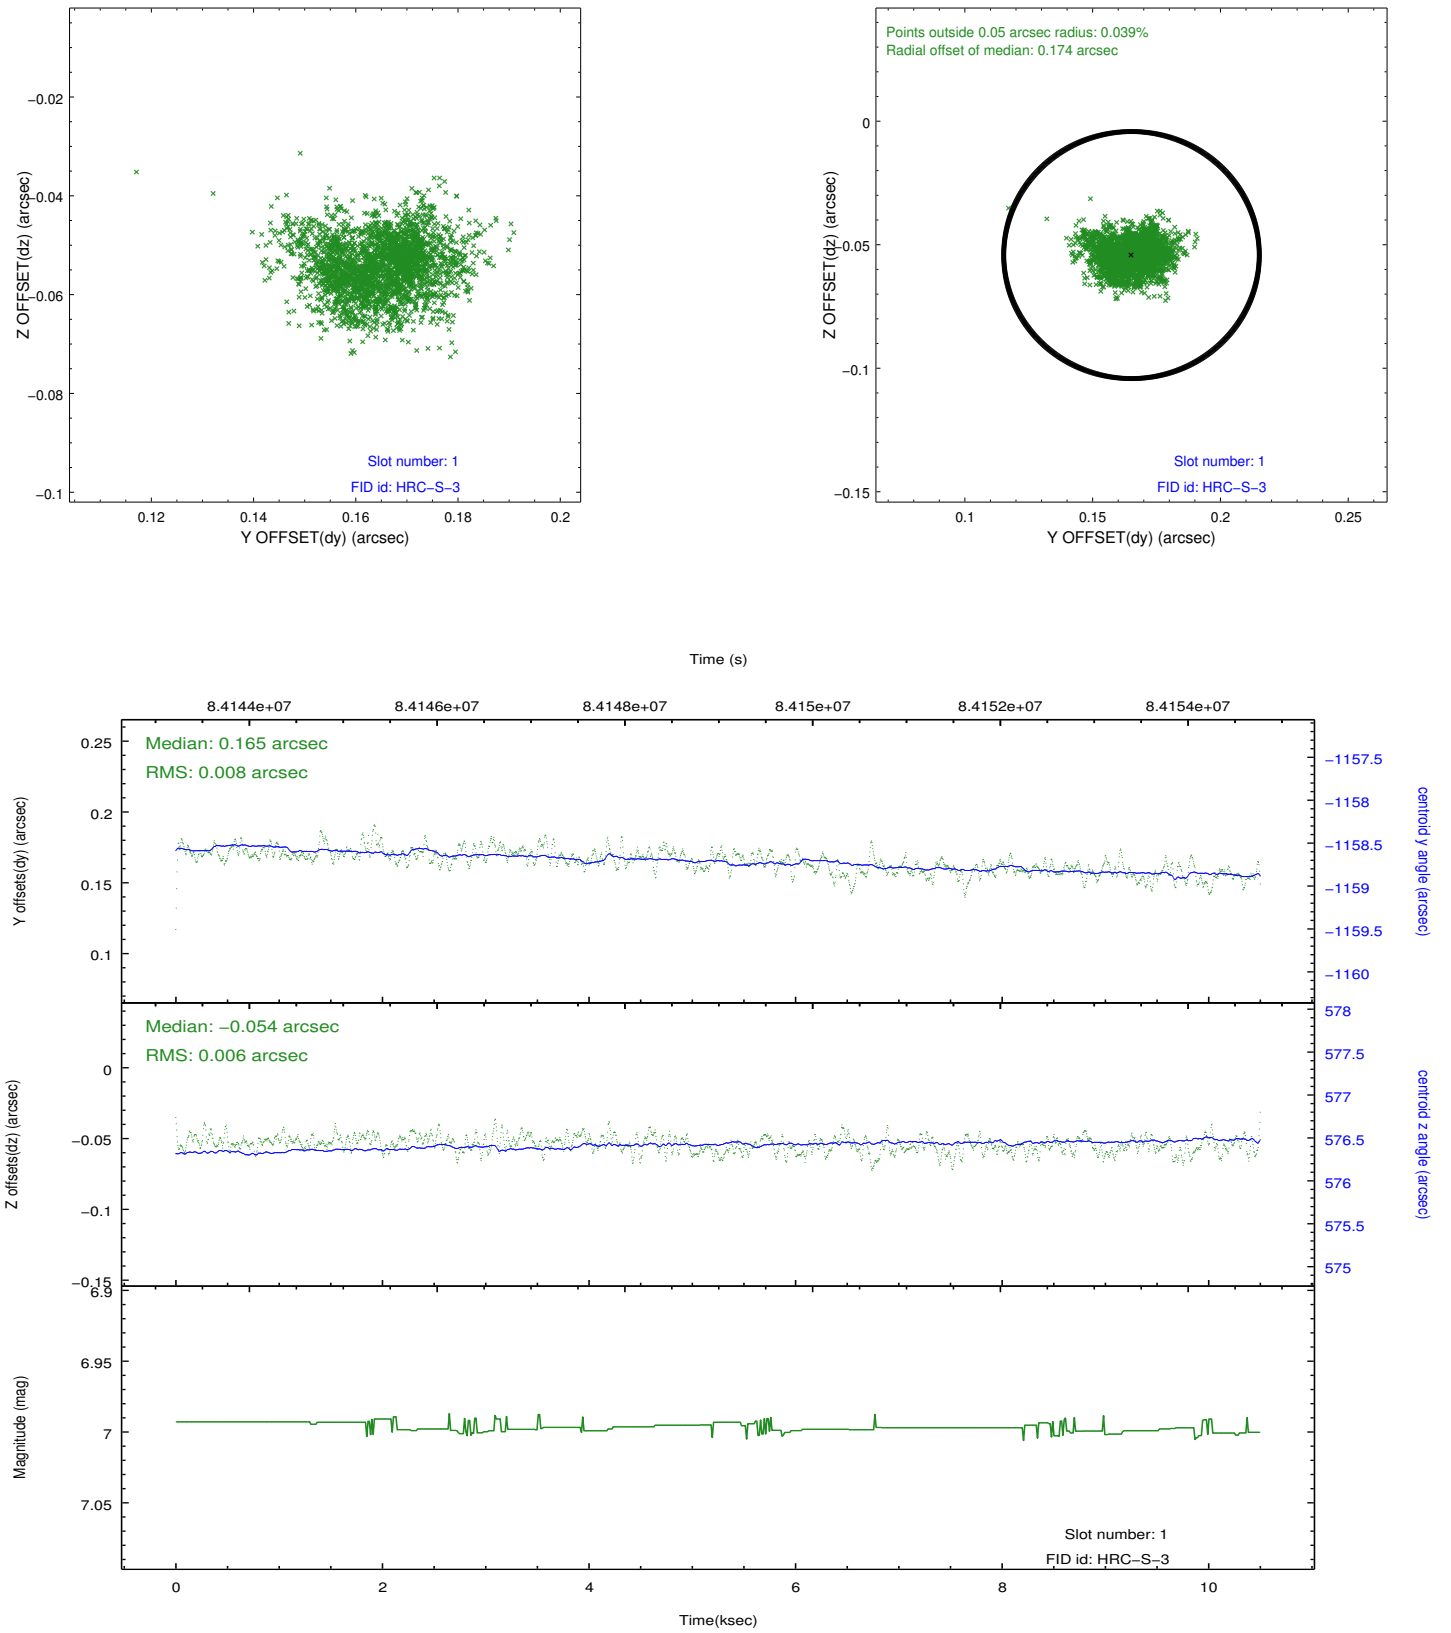 −0.02
−0.04
−0.06
−0.08
−0.1
Z OFFSET(dz) (arcsec)
0.12 0.14 0.16 0.18 0.2
Y OFFSET(dy) (arcsec)
Slot number: 1
FID id: HRC−S−3
Points outside 0.05 arcsec radius: 0.039%
Radial offset of median: 0.174 arcsec
0
−0.05
−0.1
−0.15
Z OFFSET(dz) (arcsec)
0.1 0.15 0.2 0.25
Y OFFSET(dy) (arcsec)
Slot number: 1
FID id: HRC−S−3
Time (s)
8.4144e+07 8.4146e+07 8.4148e+07 8.415e+07 8.4152e+07 8.4154e+07
Median: 0.165 arcsec
RMS: 0.008 arcsec
0.25
0.2
0.15
0.1
Y offsets(dy) (arcsec)
−1157.5
−1158
−1158.5
−1159
−1159.5
−1160
centroid y angle (arcsec)
Median: −0.054 arcsec
RMS: 0.006 arcsec
0
−0.05
−0.1
−0.15
Z offsets(dz) (arcsec)
578
577.5
577
576.5
576
575.5
575
centroid z angle (arcsec)
6.9
6.95
7
7.05
Magnitude (mag)
Slot number: 1
FID id: HRC−S−3
0 2 4 6 8 10
Time(ksec)